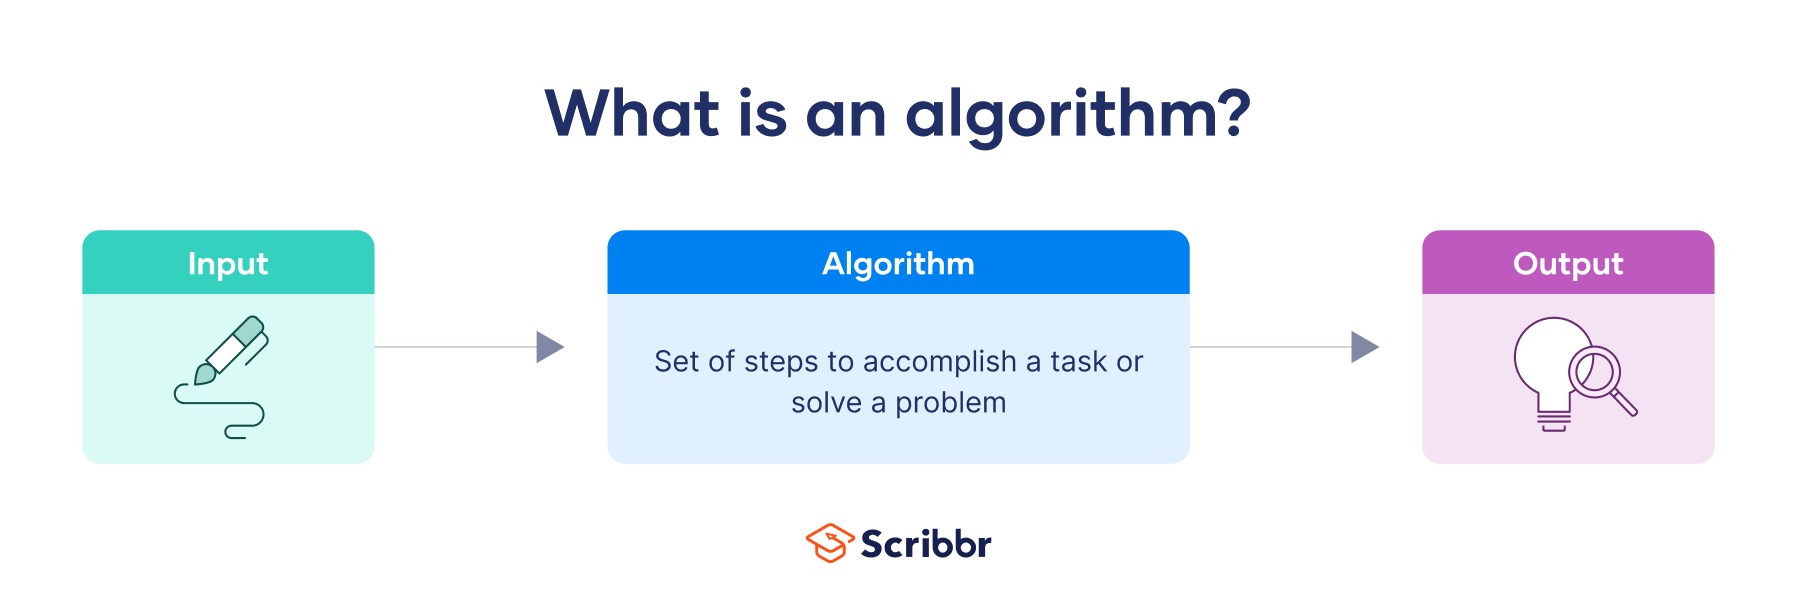 What is an algorithm?
Input
Algorithm
Output
Set of steps to accomplish a task or
solve a problem
Scribbr